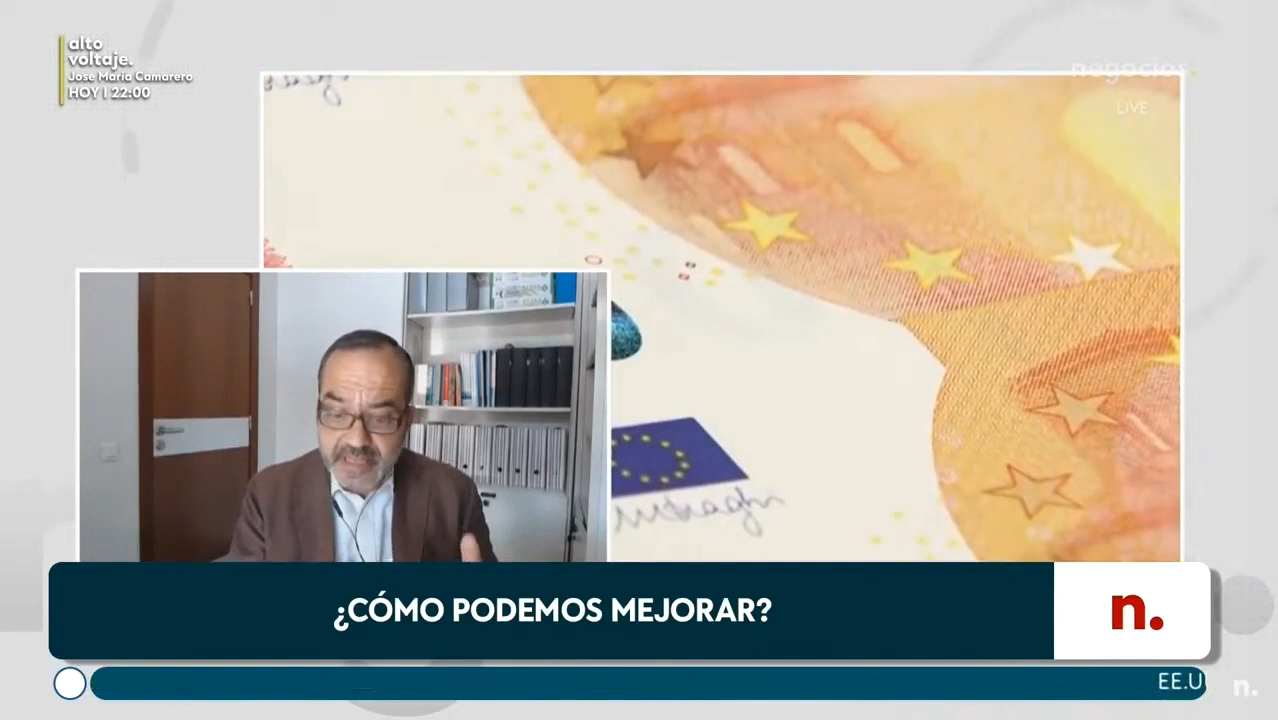 alto
voltaje.
Jose María Camarero
HOY | 22:00
negocios
LIVE
¿CÓMO PODEMOS MEJORAR?
n.
EE.U
n.